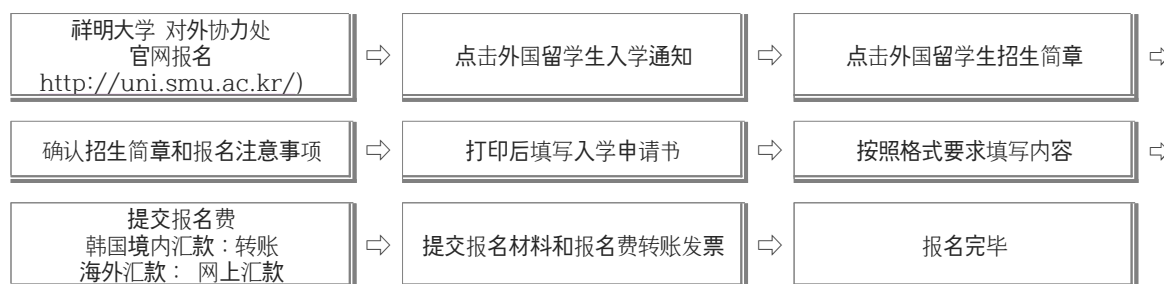 祥明大学 对外协力处
官网报名
http://uni.smu.ac.kr/)
⇨
点击外国留学生入学通知
⇨
点击外国留学生招生简章
⇨
确认招生简章和报名注意事项
⇨
打印后填写入学申请书
⇨
按照格式要求填写内容
⇨
提交报名费
韩国境内汇款：转账
海外汇款： 网上汇款
⇨
提交报名材料和报名费转账发票
⇨
报名完毕